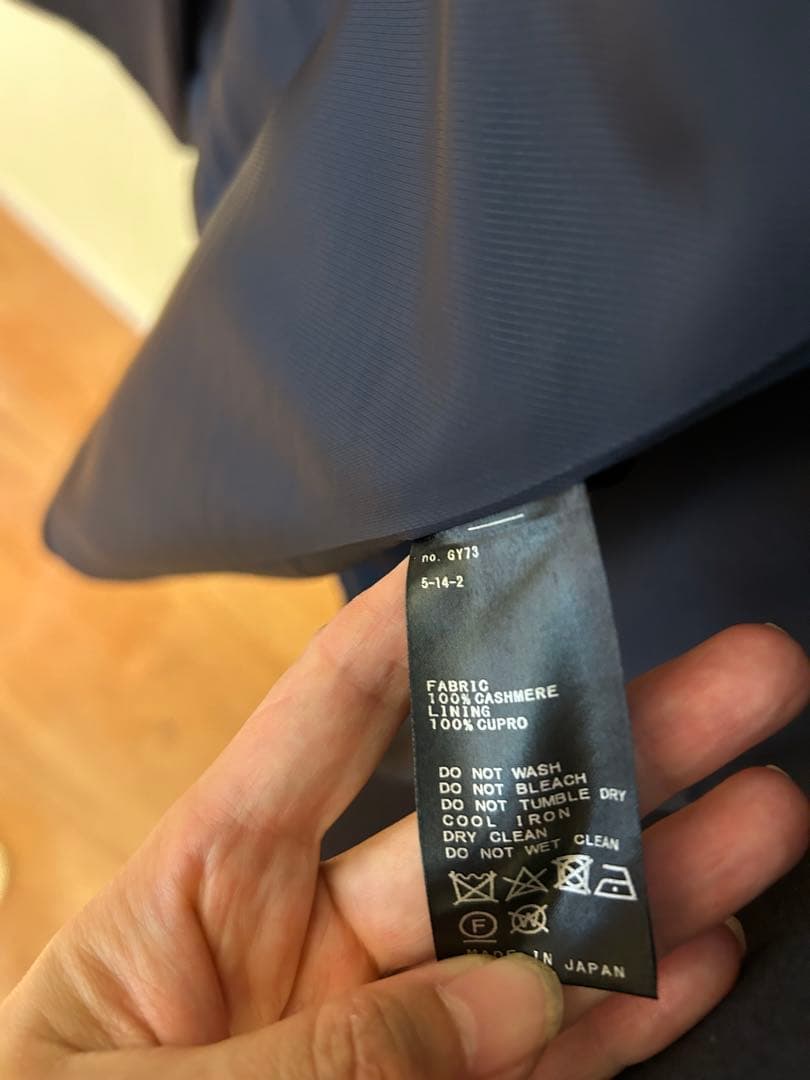 no. GY73
5-14-2
FABRIC
100% CASHMERE
LINING
100% CUPRO
DO NOT WASH
DO NOT BLEACH
DO NOT TUMBLE DRY
COOL IRON
DRY CLEAN
DO NOT WET CLEAN
F W
MADE IN JAPAN